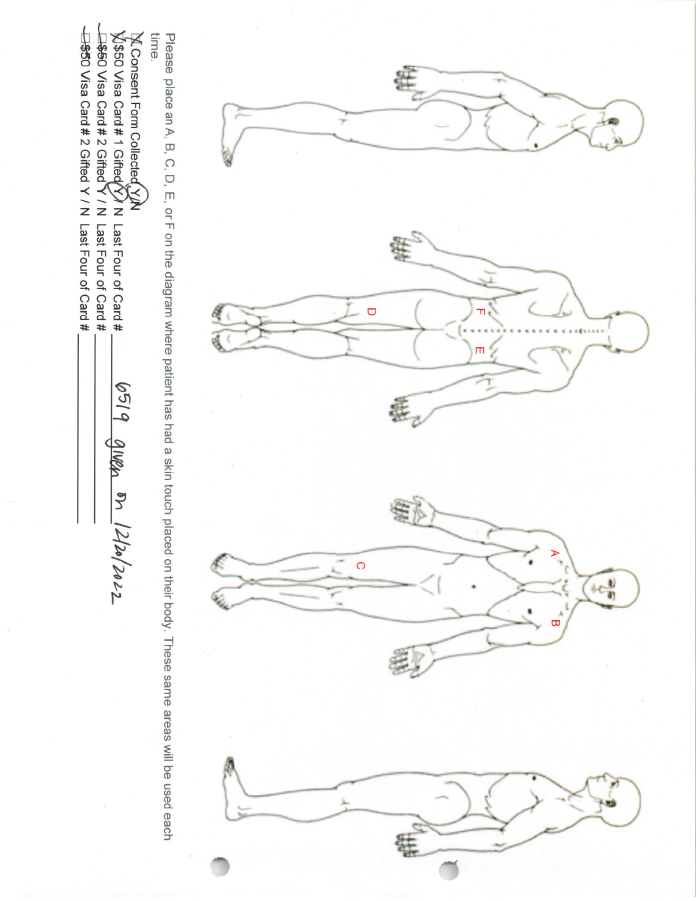 A B
F E
D
C
Please place an A, B, C, D, E, or F on the diagram where patient has had a skin touch placed on their body. These same areas will be used each
time.
Consent Form Collected Y/N
$50 Visa Card # 1 Gifted Y / N Last Four of Card # 6519 given on 12/20/2022
$50 Visa Card # 2 Gifted Y / N Last Four of Card #
$50 Visa Card # 2 Gifted Y / N Last Four of Card #